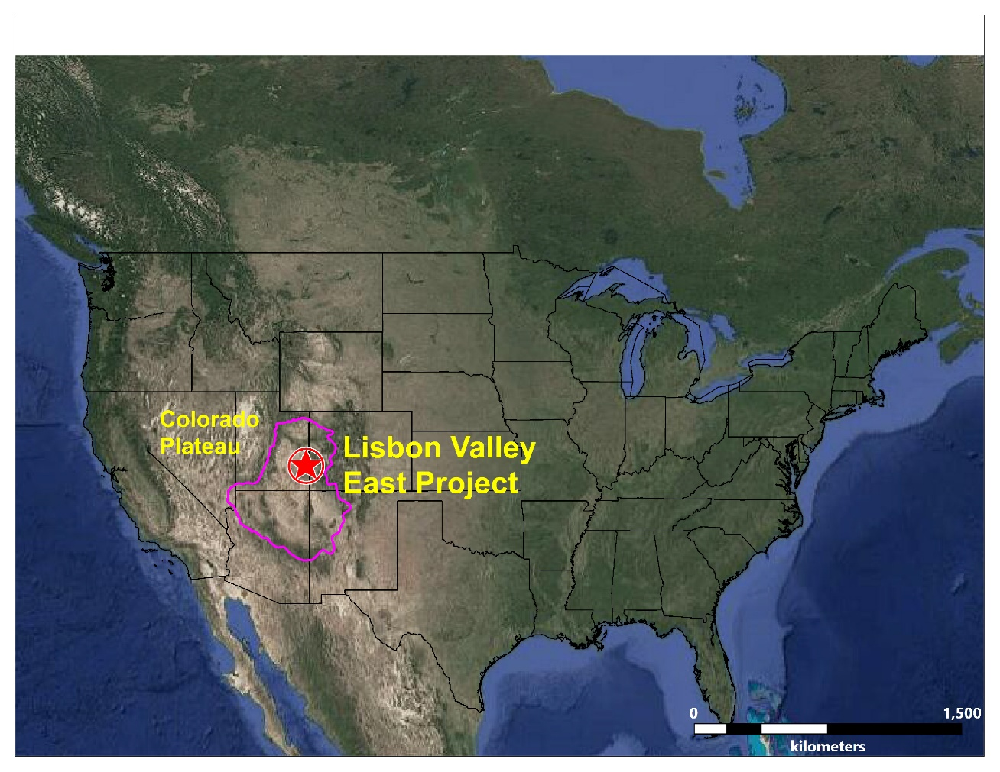 Colorado
Plateau
Lisbon Valley
East Project
0 1,500
kilometers